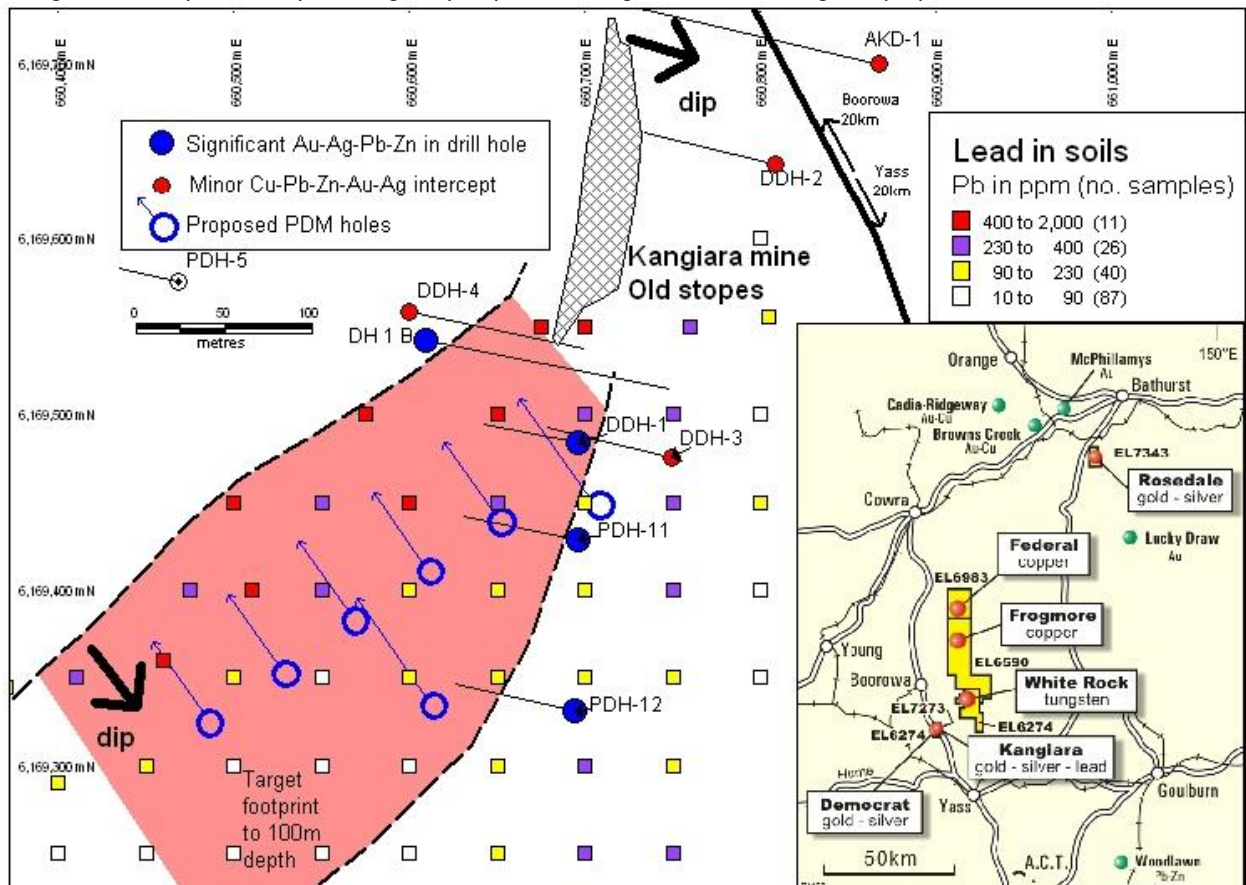 660,400 m E
660,500 m E
660,600 m E
660,700 m E
660,800 m E
660,900 m E
661,000 m E
6,169,700 mN
6,169,600 mN
6,169,500 mN
6,169,400 mN
6,169,300 mN
Significant Au-Ag-Pb-Zn in drill hole
Minor Cu-Pb-Zn-Au-Ag intercept
Proposed PDM holes
PDH-5
0 50 100
metres
dip
AKD-1
Boorowa
20km
Yass
20km
DDH-2
Kangiara mine
Old stopes
DDH-4
DH 1 B
DDH-1
DDH-3
PDH-11
PDH-12
dip
Target
footprint
to 100m
depth
Lead in soils
Pb in ppm (no. samples)
400 to 2,000 (11)
230 to 400 (26)
90 to 230 (40)
10 to 90 (87)
150°E
Orange
McPhillamys
Au
Bathurst
Cadia-Ridgeway
Au-Cu
Browns Creek
Au-Cu
EL7343
Rosedale
gold - silver
Cowra
Lucky Draw
Au
Federal
copper
EL6983
Frogmore
copper
Young
EL6590
Boorowa
White Rock
tungsten
EL7273
EL6274
EL6274
Kangiara
gold - silver - lead
Hume
Democrat
gold - silver
Yass
Goulburn
50km
A.C.T.
Woodlawn
Pb-Zn